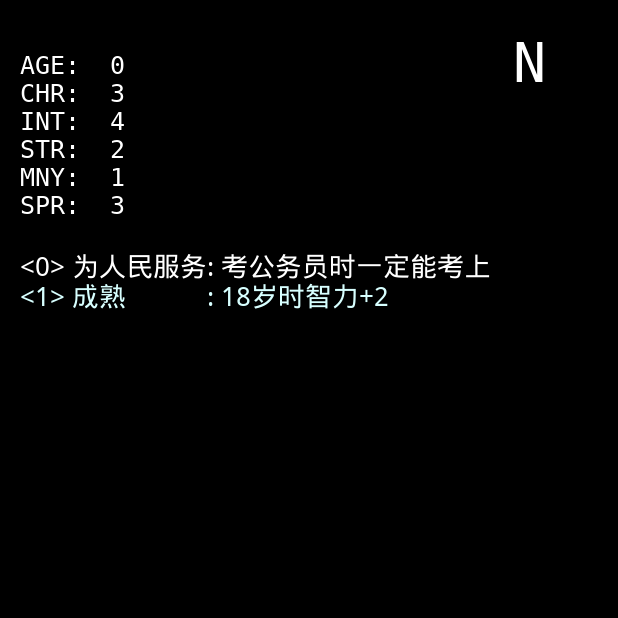 N
AGE: 0
CHR: 3
INT: 4
STR: 2
MNY: 1
SPR: 3
<0> 为人民服务: 考公务员时一定能考上
<1> 成熟 : 18岁时智力+2